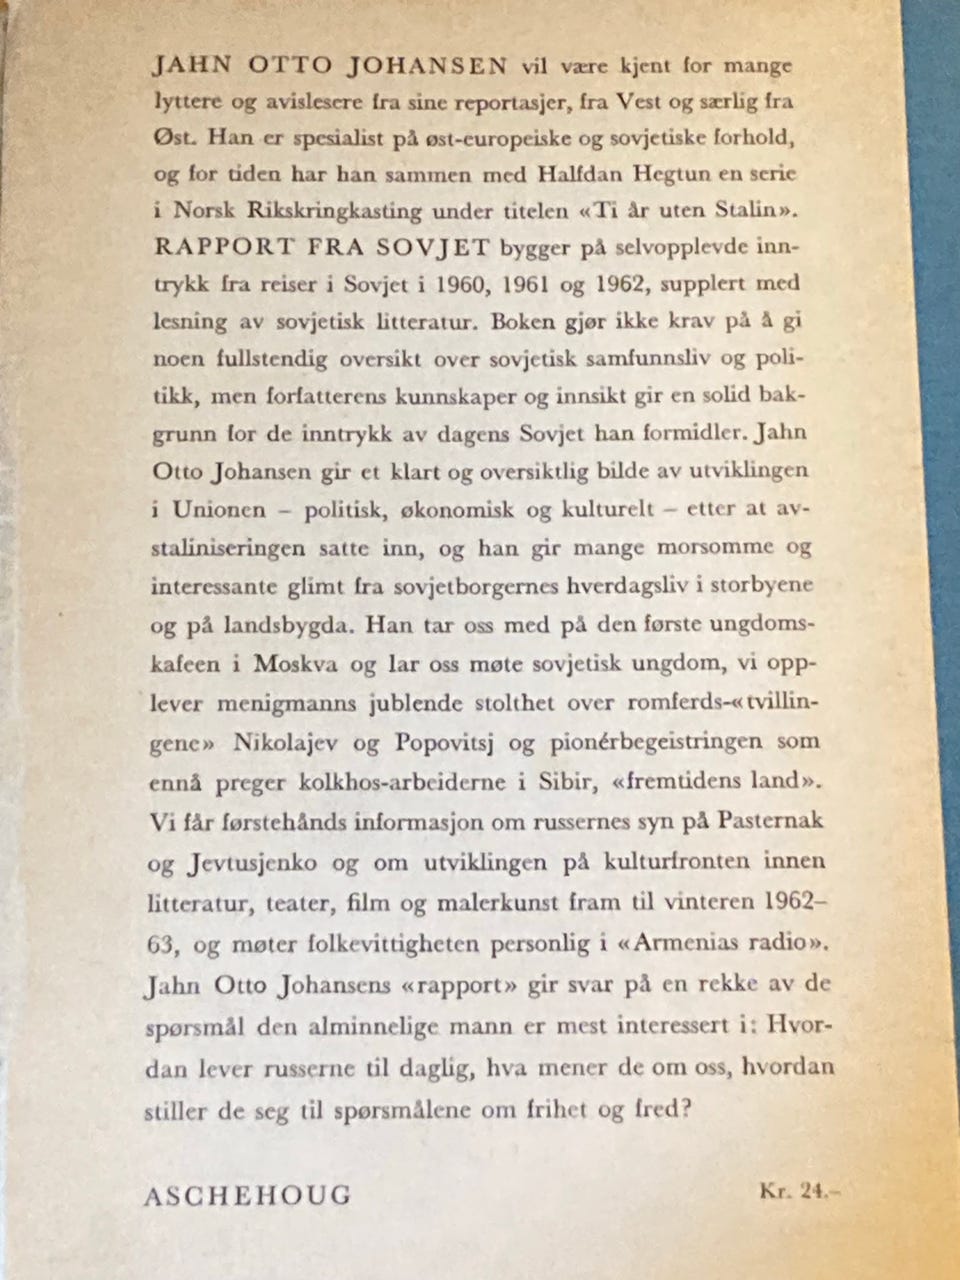 JAHN OTTO JOHANSEN vil være kjent for mange
lyttere og avislesere fra sine reportasjer, fra Vest og særlig fra
Øst. Han er spesialist på øst-europeiske og sovjetiske forhold,
og for tiden har han sammen med Halfdan Hegtun en serie
i Norsk Rikskringkasting under titelen «Ti år uten Stalin».
RAPPORT FRA SOVJET bygger på selvopplevde inn-
trykk fra reiser i Sovjet i 1960, 1961 og 1962, supplert med
lesning av sovjetisk litteratur. Boken gjør ikke krav på å gi
noen fullstendig oversikt over sovjetisk samfunnsliv og poli-
tikk, men forfatterens kunnskaper og innsikt gir en solid bak-
grunn for de inntrykk av dagens Sovjet han formidler. Jahn
Otto Johansen gir et klart og oversiktlig bilde av utviklingen
i Unionen – politisk, økonomisk og kulturelt – etter at av-
staliniseringen satte inn, og han gir mange morsomme og
interessante glimt fra sovjetborgernes hverdagsliv i storbyene
og på landsbygda. Han tar oss med på den første ungdoms-
kafeen i Moskva og lar oss møte sovjetisk ungdom, vi opp-
lever menigmanns jublende stolthet over romferds-«tvillin-
gene» Nikolajev og Popovitsj og pionérbegeistringen som
ennå preger kolkhos-arbeiderne i Sibir, «fremtidens land».
Vi får førstehånds informasjon om russernes syn på Pasternak
og Jevtusjenko og om utviklingen på kulturfronten innen
litteratur, teater, film og malerkunst fram til vinteren 1962–
63, og møter folkevittigheten personlig i «Armenias radio».
Jahn Otto Johansens «rapport» gir svar på en rekke av de
spørsmål den alminnelige mann er mest interessert i: Hvor-
dan lever russerne til daglig, hva mener de om oss, hvordan
stiller de seg til spørsmålene om frihet og fred?
ASCHEHOUG
Kr. 24.–